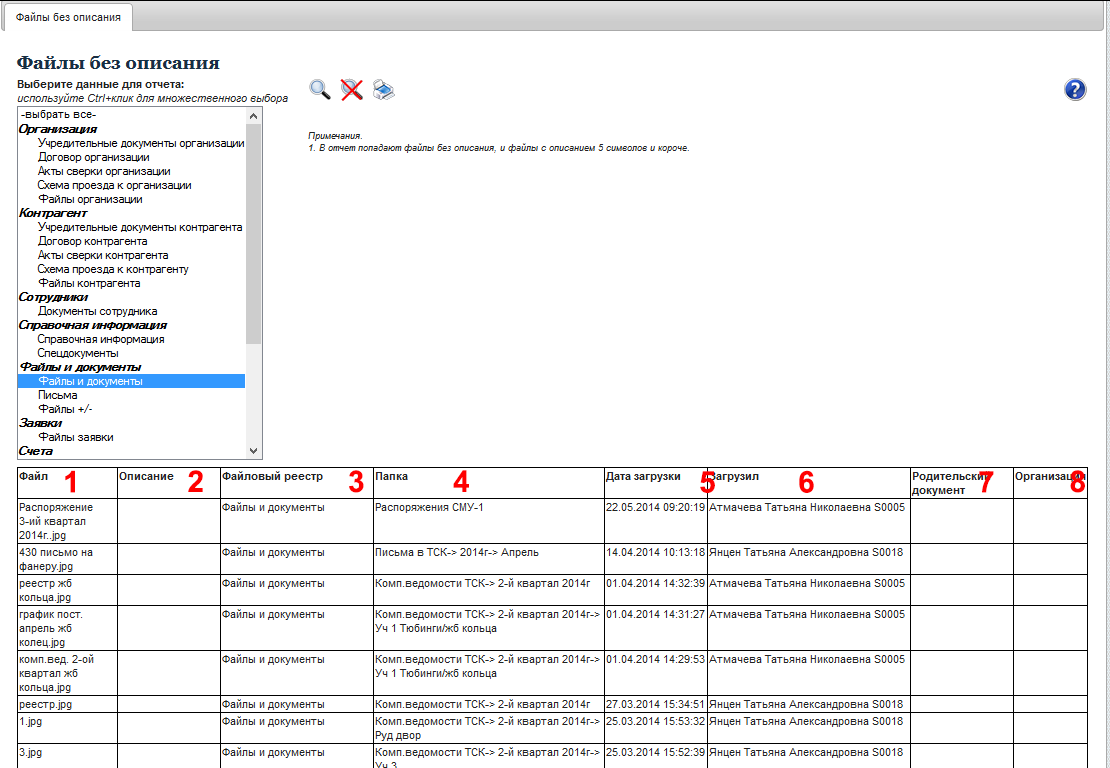 Файлы без описания
Файлы без описания
Выберите данные для отчета:
используйте Ctrl+клик для множественного выбора
-выбрать все-
Организация
Учредительные документы организации
Договор организации
Акты сверки организации
Схема проезда к организации
Файлы организации
Контрагент
Учредительные документы контрагента
Договор контрагента
Акты сверки контрагента
Схема проезда к контрагенту
Файлы контрагента
Сотрудники
Документы сотрудника
Справочная информация
Справочная информация
Спецдокументы
Файлы и документы
Файлы и документы
Письма
Файлы +/-
Заявки
Файлы заявки
Счета
?
Примечания.
1. В отчет попадают файлы без описания, и файлы с описанием 5 символов и короче.
Файл 1 Описание 2 Файловый реестр 3 Папка 4 Дата загрузки 5 Загрузил 6 Родительский 7 Организация 8
документ
Распоряжение Файлы и документы Распоряжения СМУ-1 22.05.2014 09:20:19 Атмачева Татьяна Николаевна S0005
3-ий квартал
2014г..jpg
430 письмо на Файлы и документы Письма в ТСК-> 2014г-> Апрель 14.04.2014 10:13:18 Янцен Татьяна Александровна S0018
фанеру.jpg
реестр жб Файлы и документы Комп.ведомости ТСК-> 2-й квартал 2014г 01.04.2014 14:32:39 Атмачева Татьяна Николаевна S0005
кольца.jpg
график пост. Файлы и документы Комп.ведомости ТСК-> 2-й квартал 2014г-> 01.04.2014 14:31:27 Атмачева Татьяна Николаевна S0005
апрель жб Уч 1 Тюбинги/жб кольца
колец.jpg
комп.вед. 2-ой Файлы и документы Комп.ведомости ТСК-> 2-й квартал 2014г-> 01.04.2014 14:29:53 Атмачева Татьяна Николаевна S0005
квартал жб Уч 1 Тюбинги/жб кольца
кольца.jpg
реестр.jpg Файлы и документы Комп.ведомости ТСК-> 2-й квартал 2014г 27.03.2014 15:34:51 Янцен Татьяна Александровна S0018
1.jpg Файлы и документы Комп.ведомости ТСК-> 2-й квартал 2014г-> 25.03.2014 15:53:32 Янцен Татьяна Александровна S0018
Руд двор
3.jpg Файлы и документы Комп.ведомости ТСК-> 2-й квартал 2014г-> 25.03.2014 15:52:39 Янцен Татьяна Александровна S0018
Уч 3